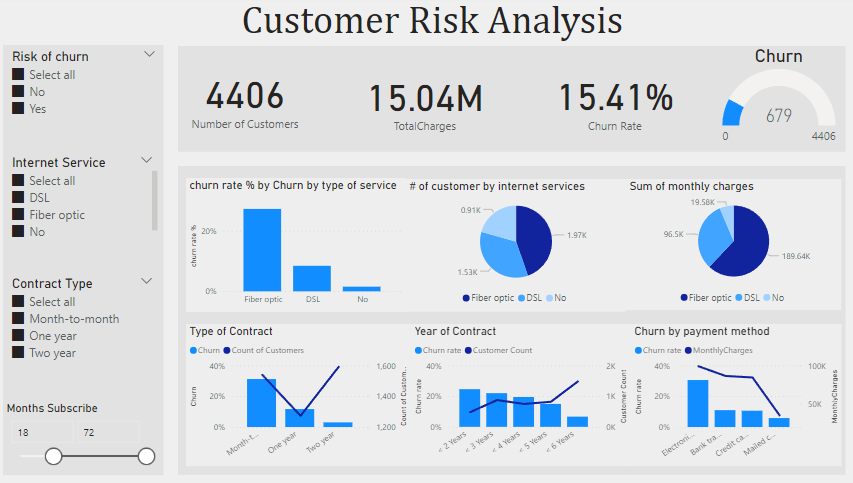 Customer Risk Analysis
Risk of churn
Select all
No
Yes
Internet Service
Select all
DSL
Fiber optic
No
Contract Type
Select all
Month-to-month
One year
Two year
Months Subscribe
18 72
4406
Number of Customers
15.04M
TotalCharges
15.41%
Churn Rate
Churn
679
0 4406
churn rate % by Churn by type of service
churn rate %
20%
0%
Fiber optic DSL No
# of customer by internet services
0.91K
1.97K
1.53K
Fiber optic DSL No
Sum of monthly charges
19.58K
96.5K
189.64K
Fiber optic DSL No
Type of Contract
Churn Count of Customers
Churn
40%
20%
0%
1,600
1,400
1,200
Count of Custom...
Month-t... One year Two year
Year of Contract
Churn rate Customer Count
Churn rate
40%
20%
0%
2K
1K
0K
Customer Count
< 2 Years < 3 Years < 4 Years < 5 Years < 6 Years
Churn by payment method
Churn rate MonthlyCharges
Churn rate
40%
20%
0%
100K
50K
MonthlyCharges
Electroni... Bank tra... Credit ca... Mailed c...